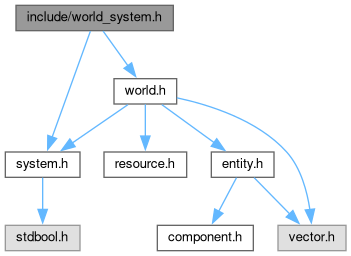 include/world_system.h
world.h
system.h
resource.h
entity.h
stdbool.h
component.h
vector.h